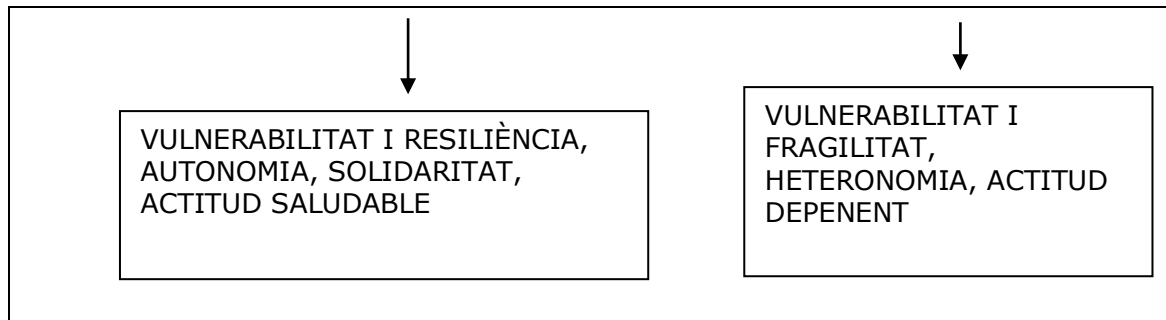 VULNERABILITAT I RESILIÈNCIA,
AUTONOMIA, SOLIDARITAT,
ACTITUD SALUDABLE
VULNERABILITAT I
FRAGILITAT,
HETERONOMIA, ACTITUD
DEPENENT